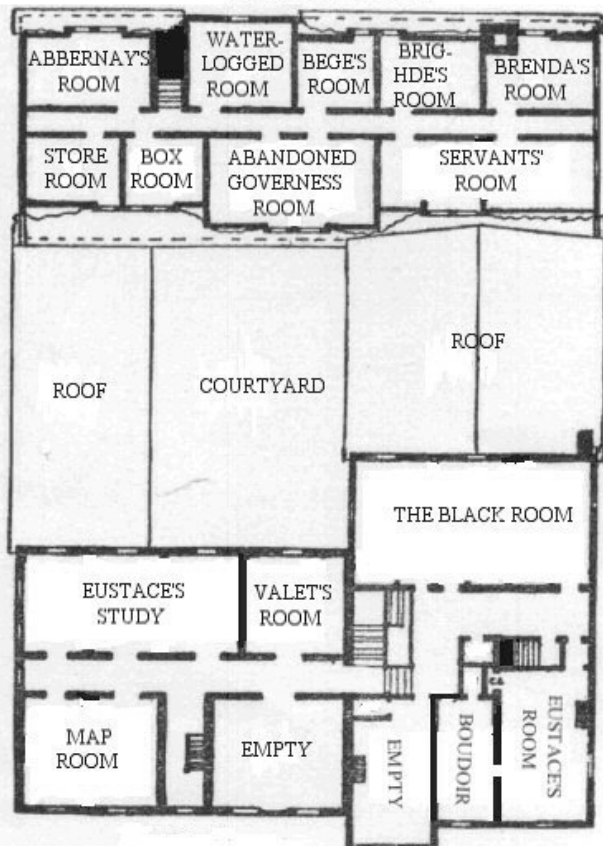 ABBERNAY'S
ROOM
WATER-
LOGGED
ROOM
BEGE'S
ROOM
BRIG-
HDE'S
ROOM
BRENDA'S
ROOM
STORE
ROOM
BOX
ROOM
ABANDONED
GOVERNESS
ROOM
SERVANTS'
ROOM
ROOF
COURTYARD
ROOF
THE BLACK ROOM
EUSTACE'S
STUDY
VALET'S
ROOM
MAP
ROOM
EMPTY
EMPTY
BOUDOIR
EUSTACE'S
ROOM